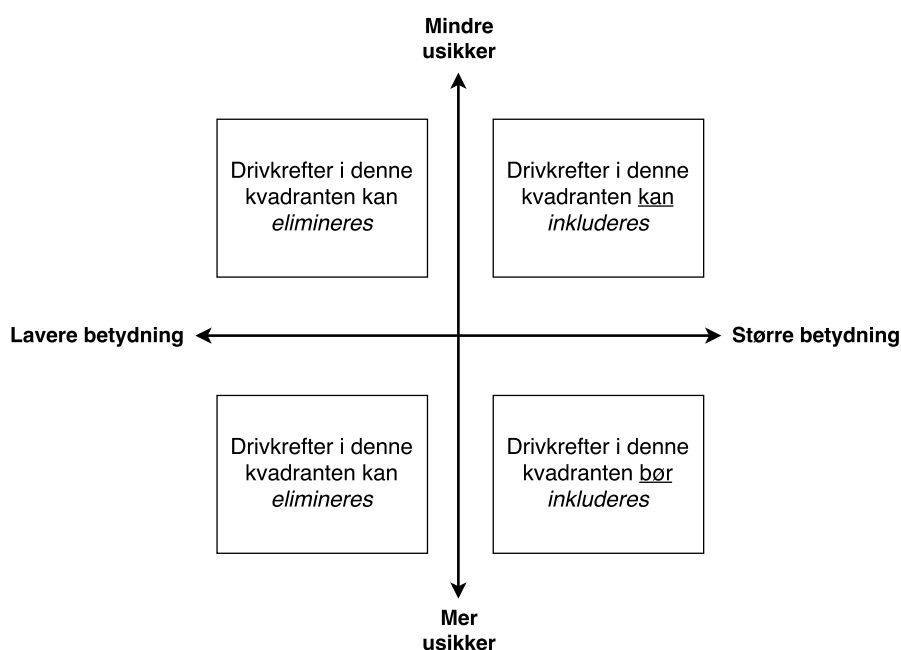 Mindre
usikker
Drivkrefter i denne
kvadranten kan
elimineres
Drivkrefter i denne
kvadranten kan
inkluderes
Lavere betydning
Større betydning
Drivkrefter i denne
kvadranten kan
elimineres
Drivkrefter i denne
kvadranten bør
inkluderes
Mer
usikker